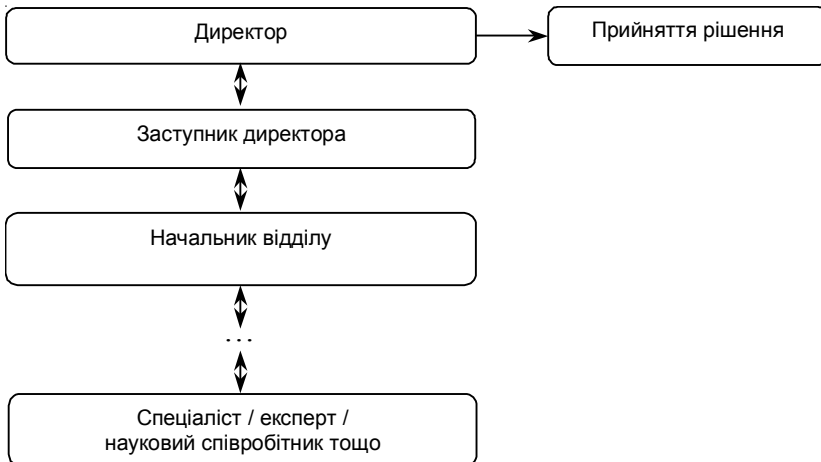 Директор
Прийняття рішення
Заступник директора
Начальник відділу
...
Спеціаліст / експерт /
науковий співробітник тощо